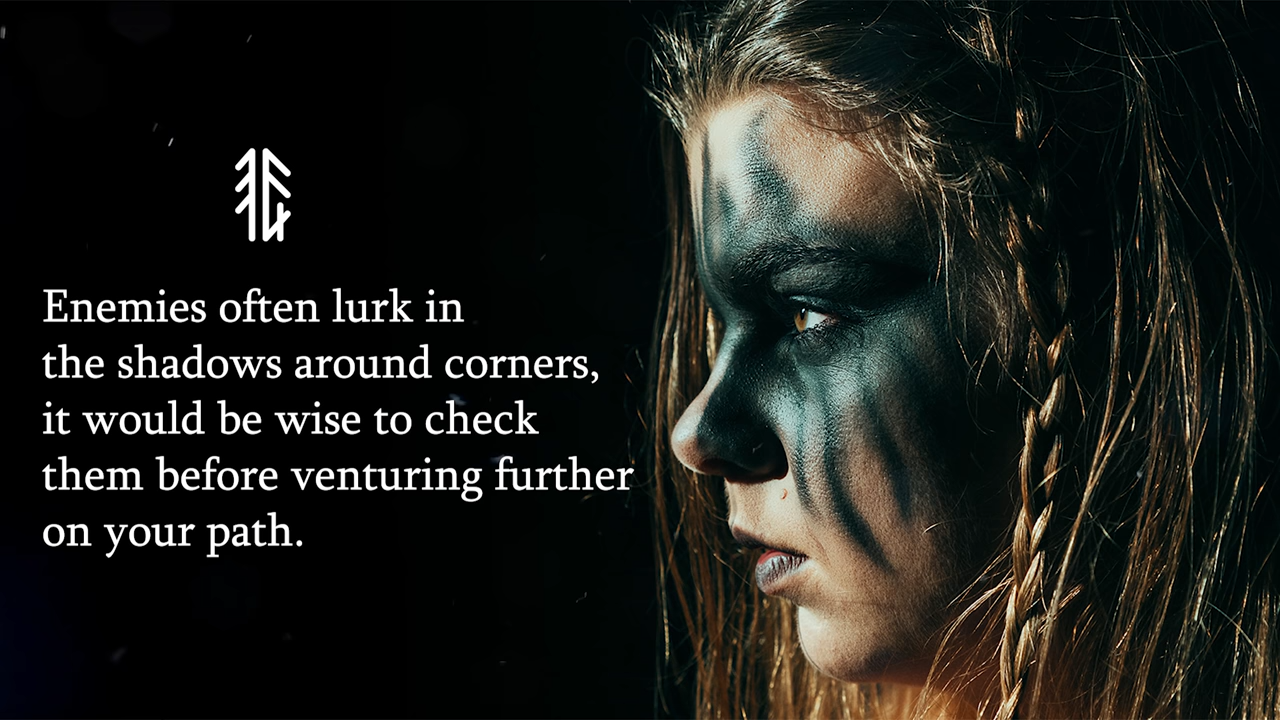 Enemies often lurk in
the shadows around corners,
it would be wise to check
them before venturing further
on your path.